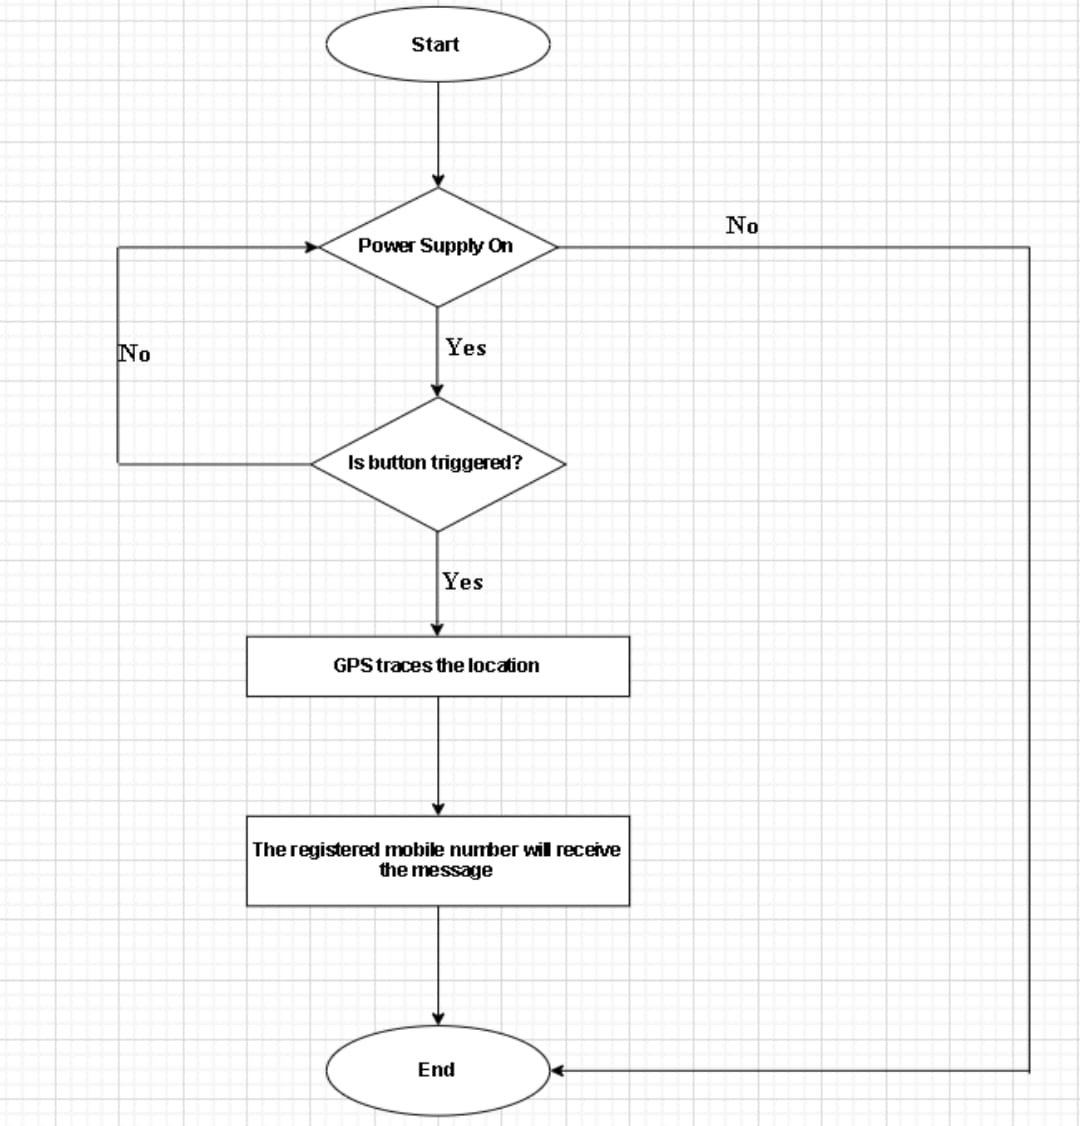 Start
Power Supply On
No
No
Yes
Is button triggered?
Yes
GPS traces the location
The registered mobile number will receive
the message
End